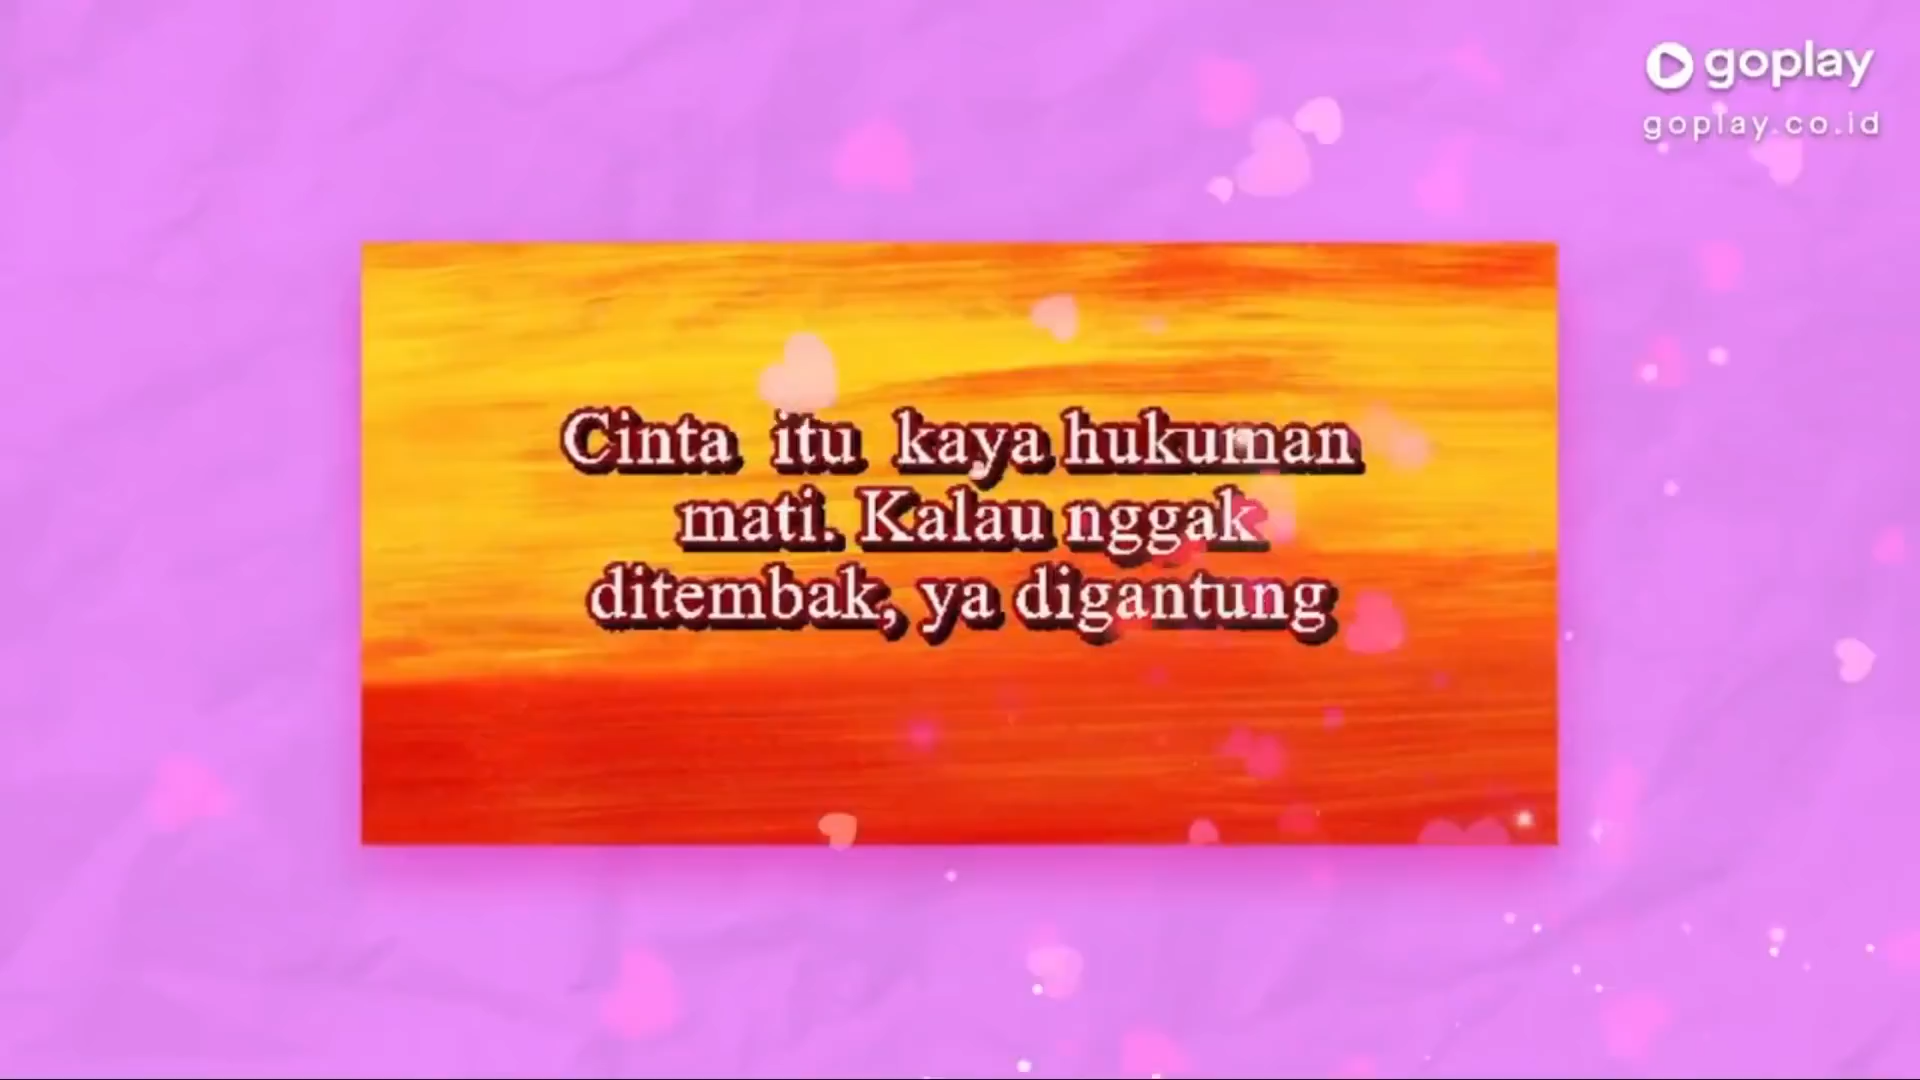 goplay
goplay.co.id
Cinta itu kaya hukuman
mati. Kalau nggak
ditembak, ya digantung